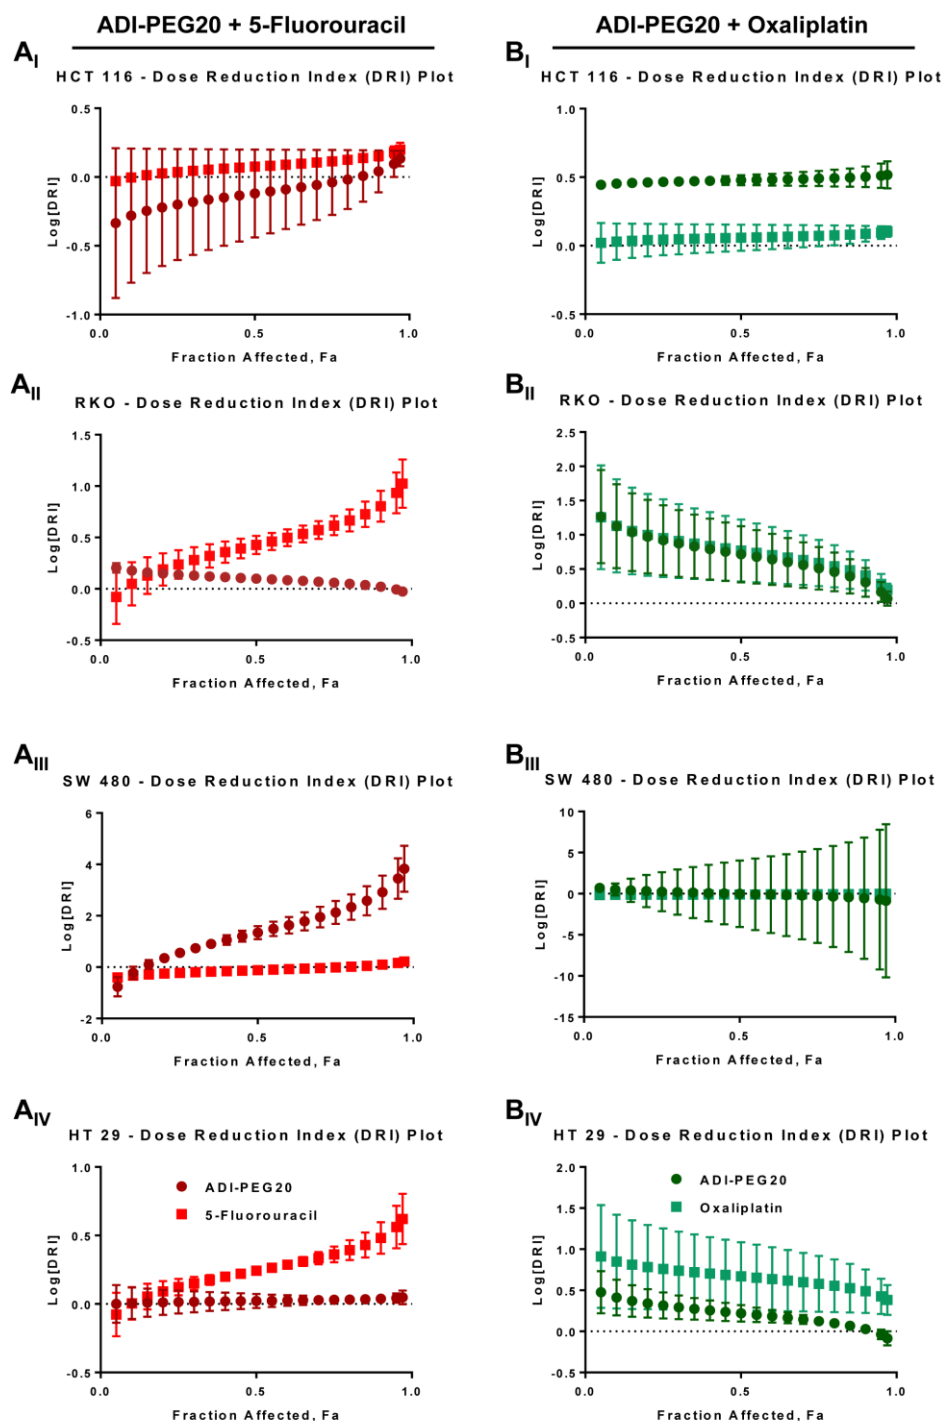 ADI-PEG20 + 5-Fluorouracil
ADI-PEG20 + Oxaliplatin
AI
HCT 116 - Dose Reduction Index (DRI) Plot
0.5
0.0
-0.5
-1.0
Log[DRI]
0.0
0.5
1.0
Fraction Affected, Fa
BI
HCT 116 - Dose Reduction Index (DRI) Plot
1.0
0.5
0.0
-0.5
Log[DRI]
0.0
0.5
1.0
Fraction Affected, Fa
AII
RKO - Dose Reduction Index (DRI) Plot
1.5
1.0
0.5
0.0
-0.5
Log[DRI]
0.0
0.5
1.0
Fraction Affected, Fa
BII
RKO - Dose Reduction Index (DRI) Plot
2.5
2.0
1.5
1.0
0.5
0.0
-0.5
Log[DRI]
0.0
0.5
1.0
Fraction Affected, Fa
AIII
SW 480 - Dose Reduction Index (DRI) Plot
6
4
2
0
-2
Log[DRI]
0.0
0.5
1.0
Fraction Affected, Fa
BIII
SW 480 - Dose Reduction Index (DRI) Plot
10
5
0
-5
-10
-15
Log[DRI]
0.0
0.5
1.0
Fraction Affected, Fa
AIV
HT 29 - Dose Reduction Index (DRI) Plot
1.0
0.5
0.0
-0.5
Log[DRI]
ADI-PEG20
5-Fluorouracil
0.0
0.5
1.0
Fraction Affected, Fa
BIV
HT 29 - Dose Reduction Index (DRI) Plot
2.0
1.5
1.0
0.5
0.0
-0.5
Log[DRI]
ADI-PEG20
Oxaliplatin
0.0
0.5
1.0
Fraction Affected, Fa